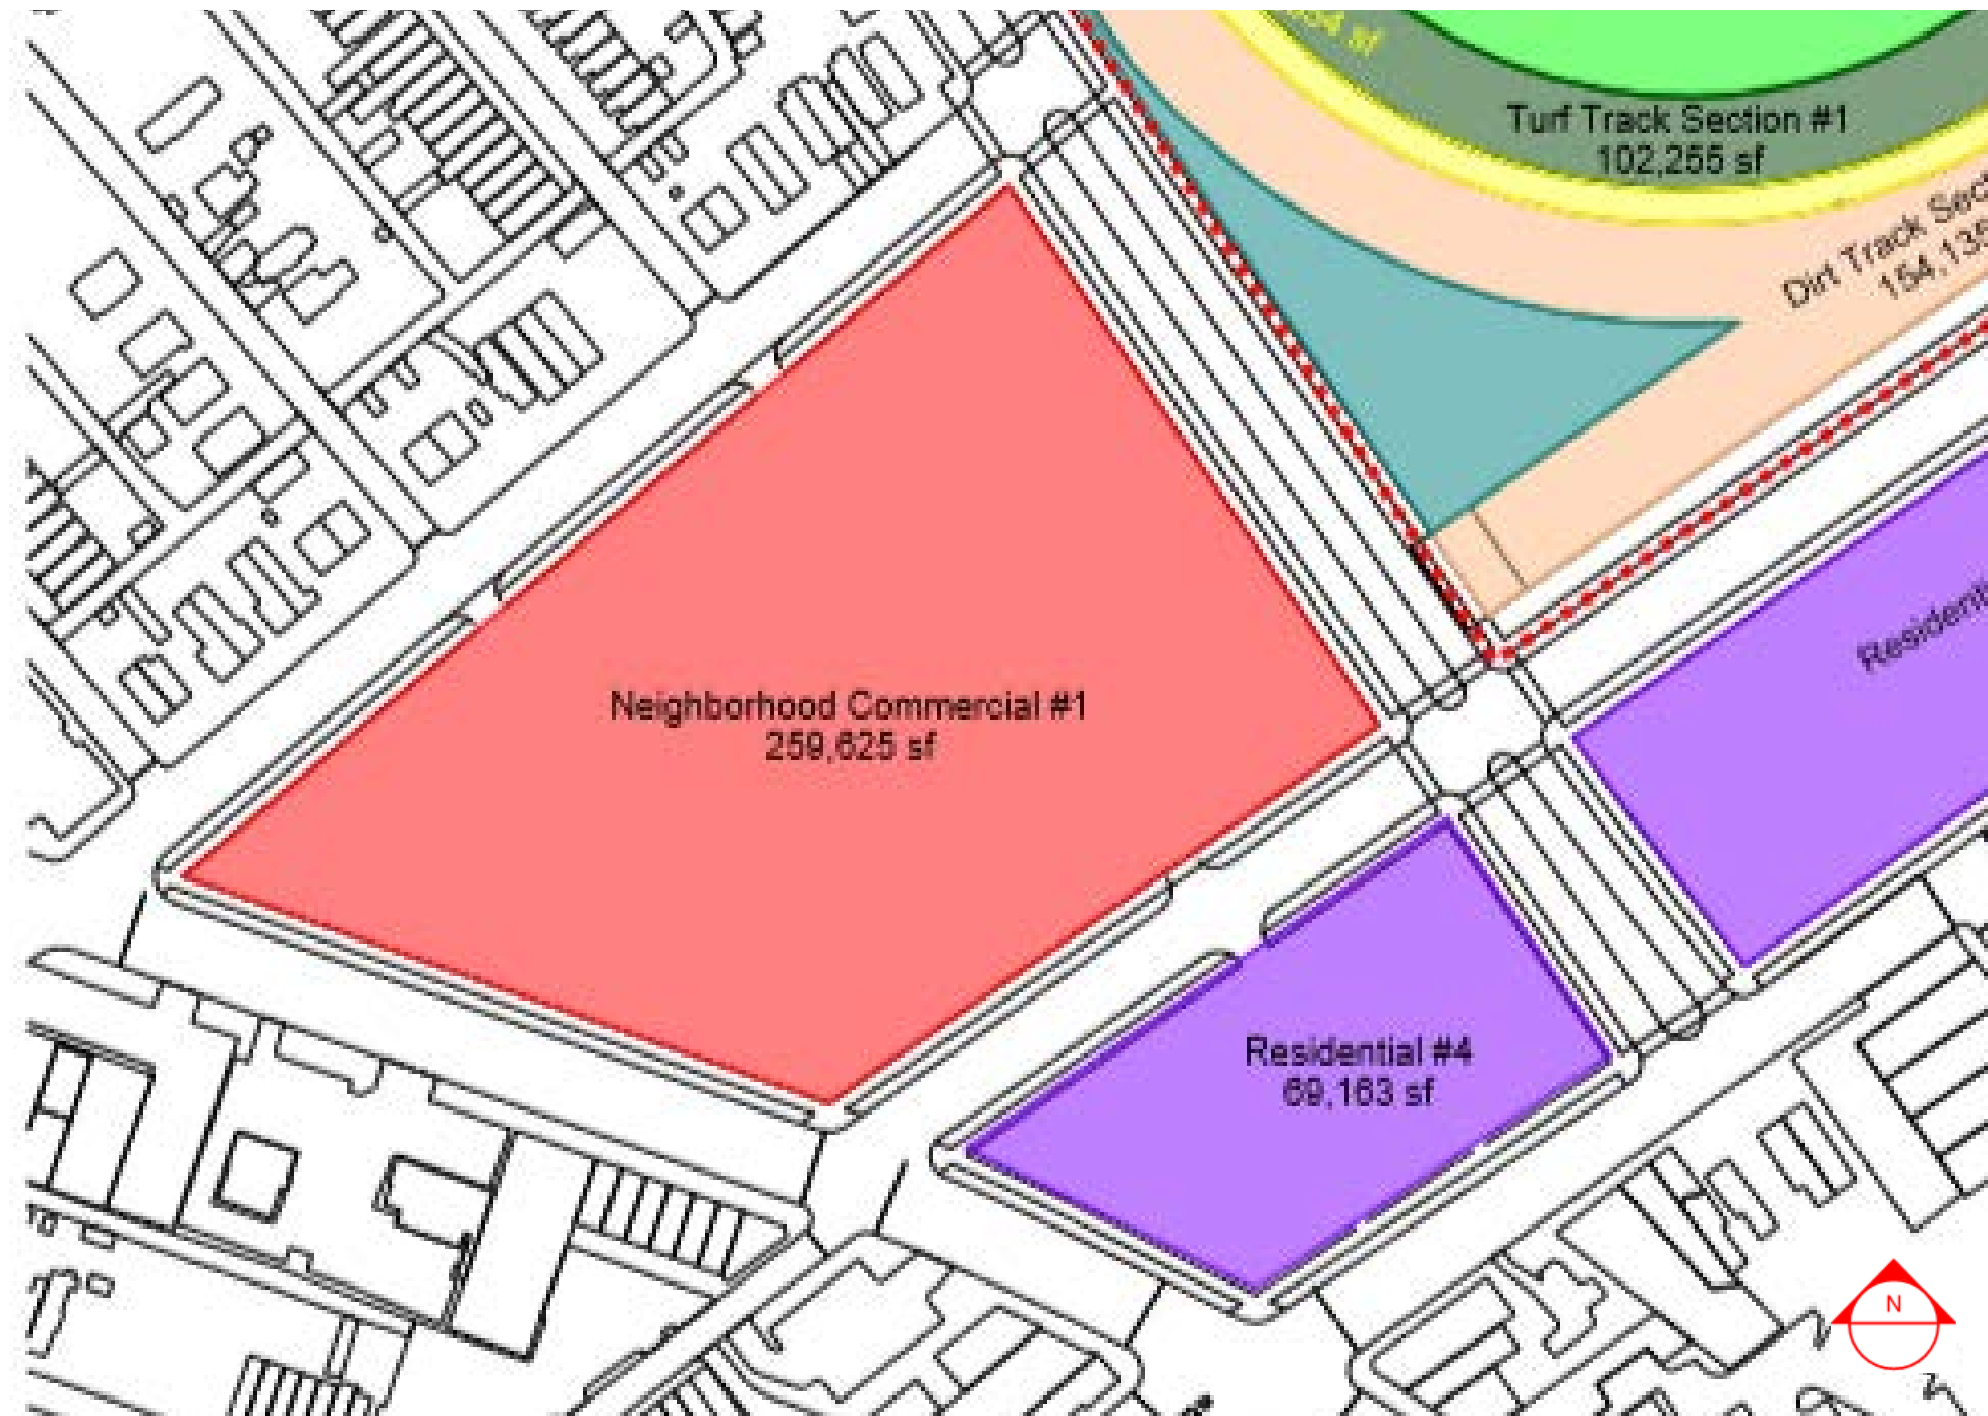 sf
Turf Track Section #1
102,255 sf
Dirt Track
Neighborhood Commercial #1
259,625 sf
Residential #4
69,163 sf
N